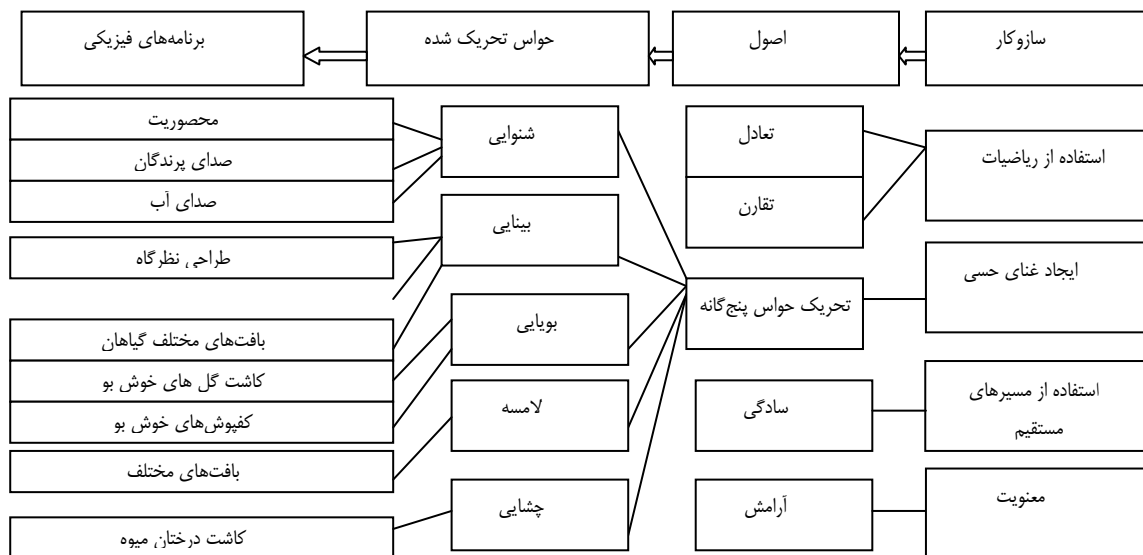 سازوکار
اصول
حواس تحریک شده
برنامه‌های فیزیکی
استفاده از ریاضیات
تعادل
تقارن
ایجاد غنای حسی
تحریک حواس پنج‌گانه
استفاده از مسیرهای
مستقیم
سادگی
معنویت
آرامش
شنوایی
بینایی
بویایی
لامسه
چشایی
محصوریت
صدای پرندگان
صدای آب
طراحی نظرگاه
بافت‌های مختلف گیاهان
کاشت گل های خوش بو
کفپوش‌های خوش بو
بافت‌های مختلف
کاشت درختان میوه